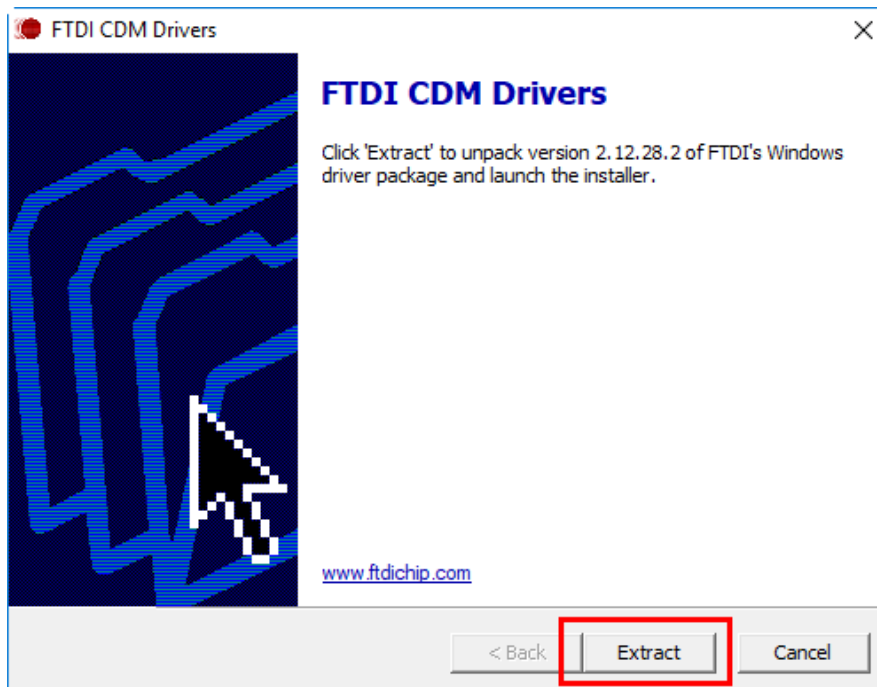 FTDI CDM Drivers
FTDI CDM Drivers
Click 'Extract' to unpack version 2.12.28.2 of FTDI's Windows
driver package and launch the installer.
www.ftdichip.com
< Back
Extract
Cancel